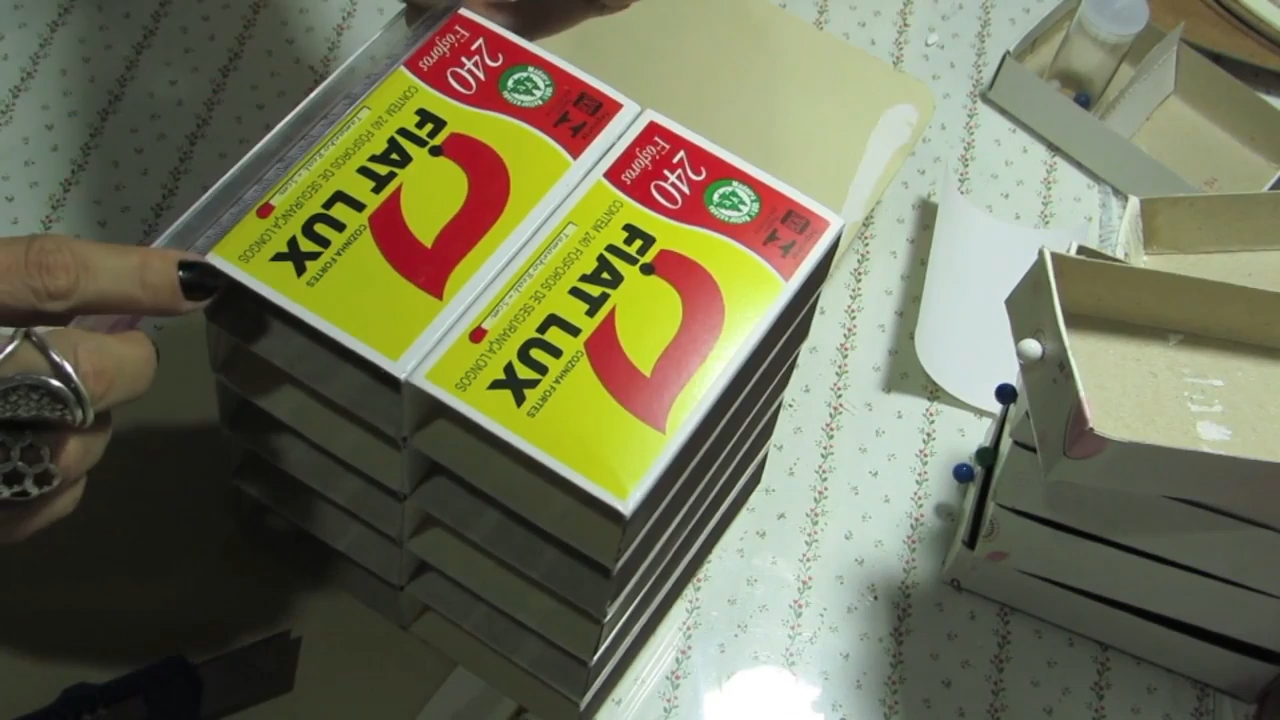 240
Fósforos
CONTÉM 240 FÓSFOROS DE SEGURANÇA LONGOS
FIAT LUX
COZINHA FORTES
240
Fósforos
CONTÉM 240 FÓSFOROS DE SEGURANÇA LONGOS
FIAT LUX
COZINHA FORTES